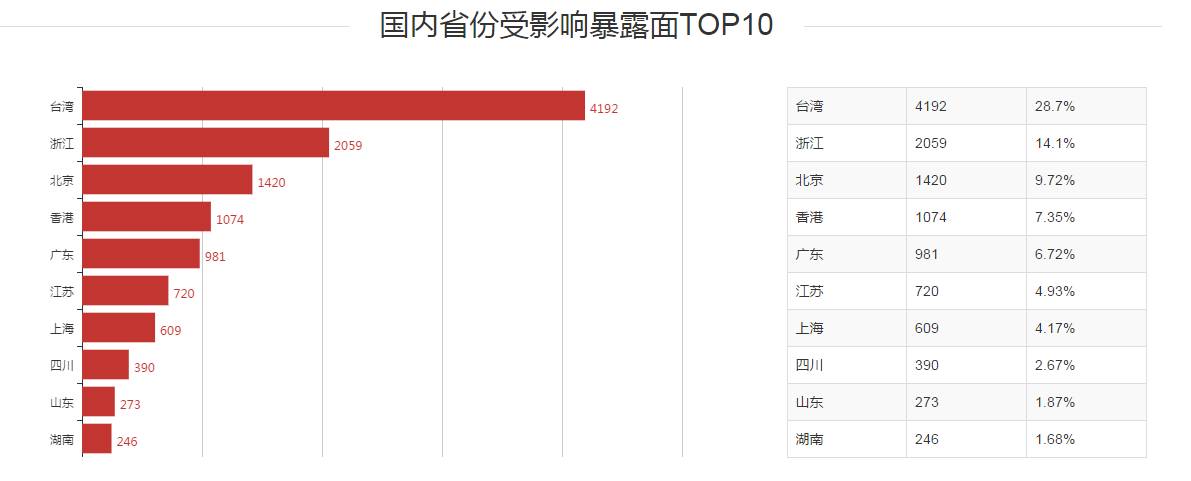 国内省份受影响暴露面TOP10
台湾 4192
浙江 2059
北京 1420
香港 1074
广东 981
江苏 720
上海 609
四川 390
山东 273
湖南 246
台湾 4192 28.7%
浙江 2059 14.1%
北京 1420 9.72%
香港 1074 7.35%
广东 981 6.72%
江苏 720 4.93%
上海 609 4.17%
四川 390 2.67%
山东 273 1.87%
湖南 246 1.68%